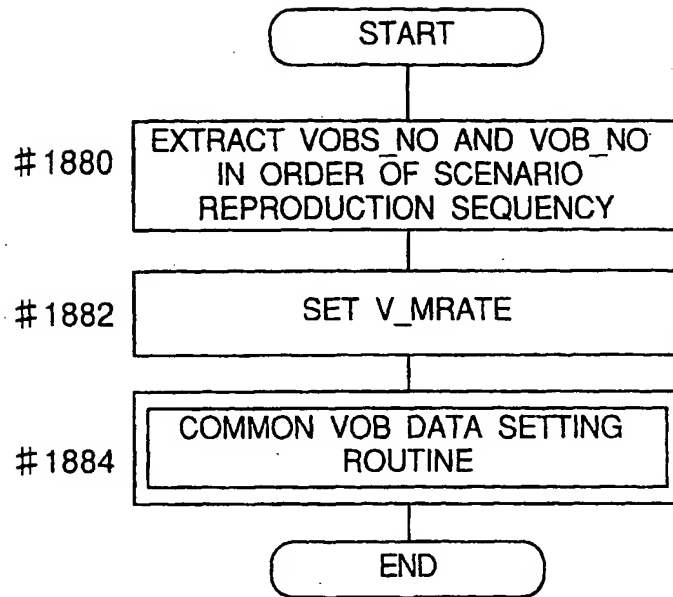 START
#1880
EXTRACT VOBS_NO AND VOB_NO
IN ORDER OF SCENARIO
REPRODUCTION SEQUENCY
#1882
SET V_MRATE
#1884
COMMON VOB DATA SETTING
ROUTINE
END